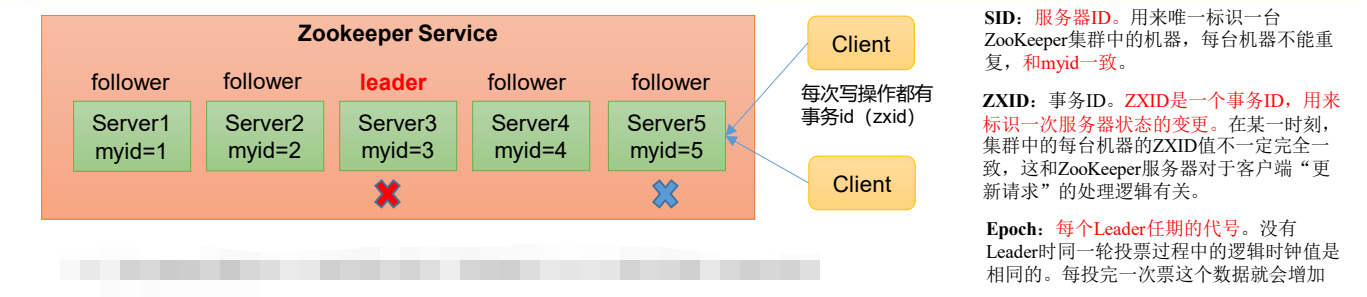 Zookeeper Service
follower
follower
leader
follower
follower
Server1
myid=1
Server2
myid=2
Server3
myid=3
Server4
myid=4
Server5
myid=5
Client
每次写操作都有
事务id（zxid）
Client
SID：服务器ID。用来唯一标识一台
ZooKeeper集群中的机器，每台机器不能重
复，和myid一致。
ZXID：事务ID。ZXID是一个事务ID，用来
标识一次服务器状态的变更。在某一时刻，
集群中的每台机器的ZXID值不一定完全一
致，这和ZooKeeper服务器对于客户端“更
新请求”的处理逻辑有关。
Epoch：每个Leader任期的代号。没有
Leader时同一轮投票过程中的逻辑时钟值是
相同的。每投完一次票这个数据就会增加